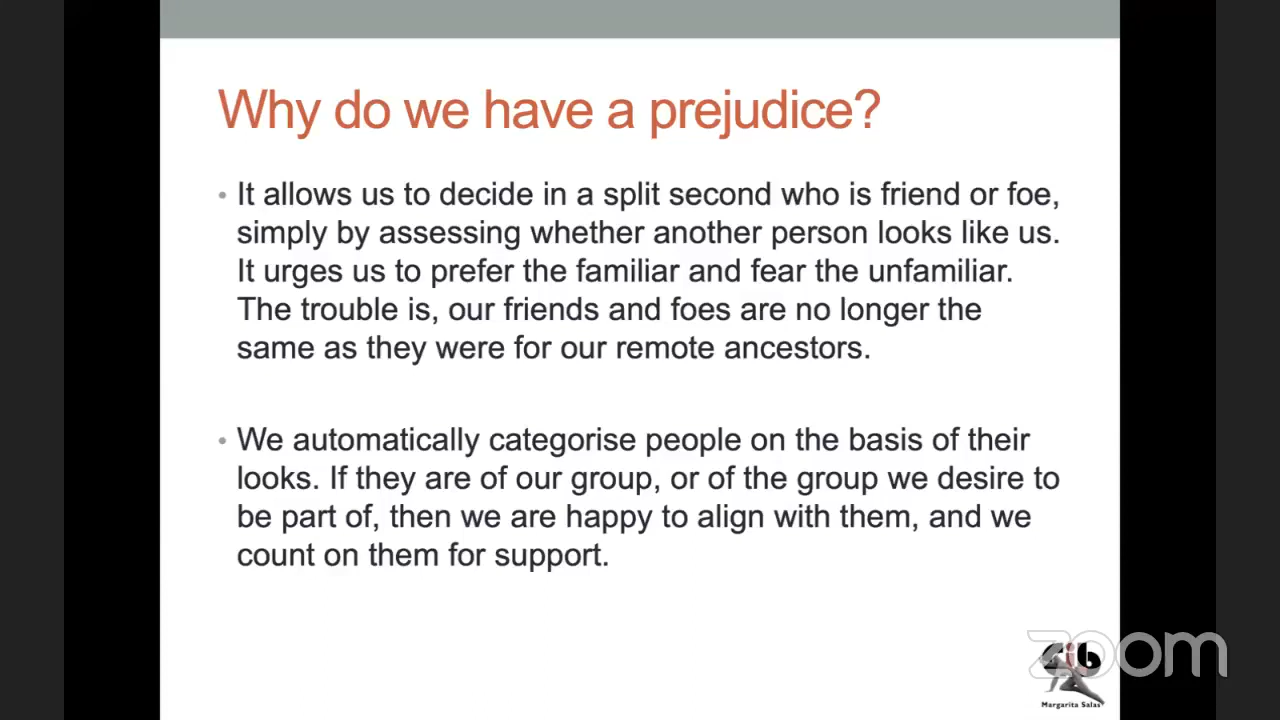 Why do we have a prejudice?
• It allows us to decide in a split second who is friend or foe,
simply by assessing whether another person looks like us.
It urges us to prefer the familiar and fear the unfamiliar.
The trouble is, our friends and foes are no longer the
same as they were for our remote ancestors.
• We automatically categorise people on the basis of their
looks. If they are of our group, or of the group we desire to
be part of, then we are happy to align with them, and we
count on them for support.
zoom
Margarita Salas